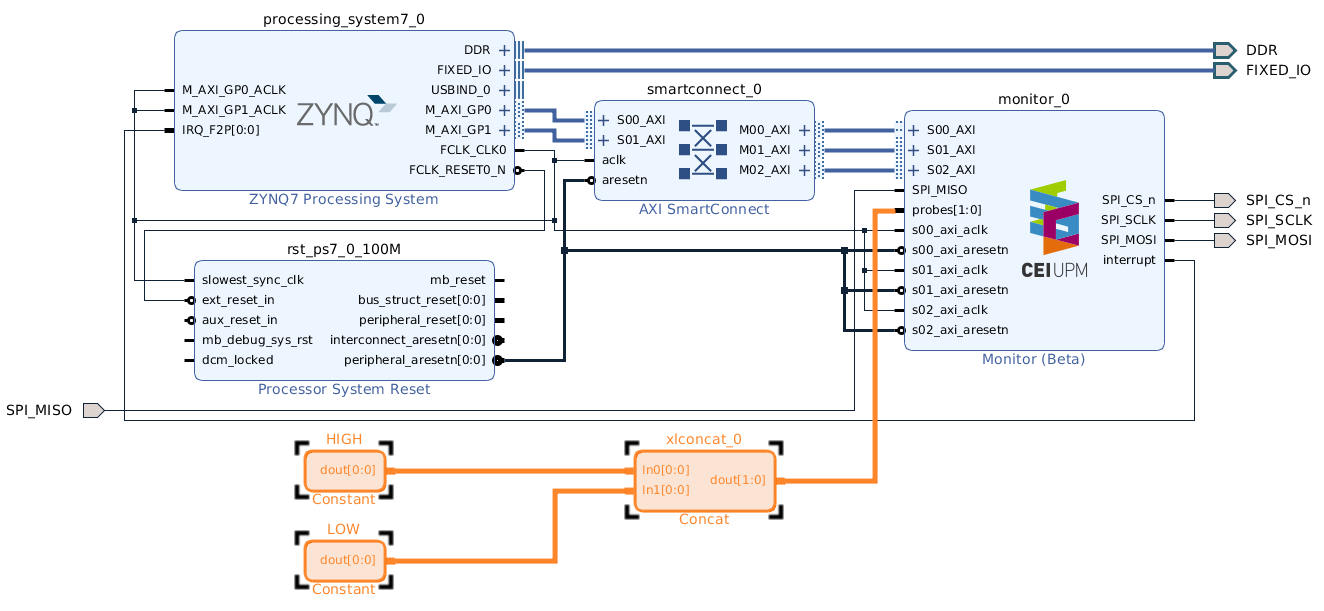 processing_system7_0
DDR
FIXED_IO
USBIND_0
M_AXI_GP0_ACLK
M_AXI_GP1_ACLK
IRQ_F2P[0:0]
ZYNQ
M_AXI_GP0
M_AXI_GP1
FCLK_CLK0
FCLK_RESET0_N
ZYNQ7 Processing System
DDR
FIXED_IO
smartconnect_0
S00_AXI
S01_AXI
aclk
aresetn
M00_AXI
M01_AXI
M02_AXI
AXI SmartConnect
monitor_0
S00_AXI
S01_AXI
S02_AXI
SPI_MISO
probes[1:0]
s00_axi_aclk
s00_axi_aresetn
s01_axi_aclk
s01_axi_aresetn
s02_axi_aclk
s02_axi_aresetn
CEIUPM
SPI_CS_n
SPI_SCLK
SPI_MOSI
interrupt
Monitor (Beta)
SPI_CS_n
SPI_SCLK
SPI_MOSI
rst_ps7_0_100M
slowest_sync_clk
ext_reset_in
aux_reset_in
mb_debug_sys_rst
dcm_locked
mb_reset
bus_struct_reset[0:0]
peripheral_reset[0:0]
interconnect_aresetn[0:0]
peripheral_aresetn[0:0]
Processor System Reset
SPI_MISO
HIGH
dout[0:0]
Constant
LOW
dout[0:0]
Constant
xlconcat_0
In0[0:0]
In1[0:0]
dout[1:0]
Concat